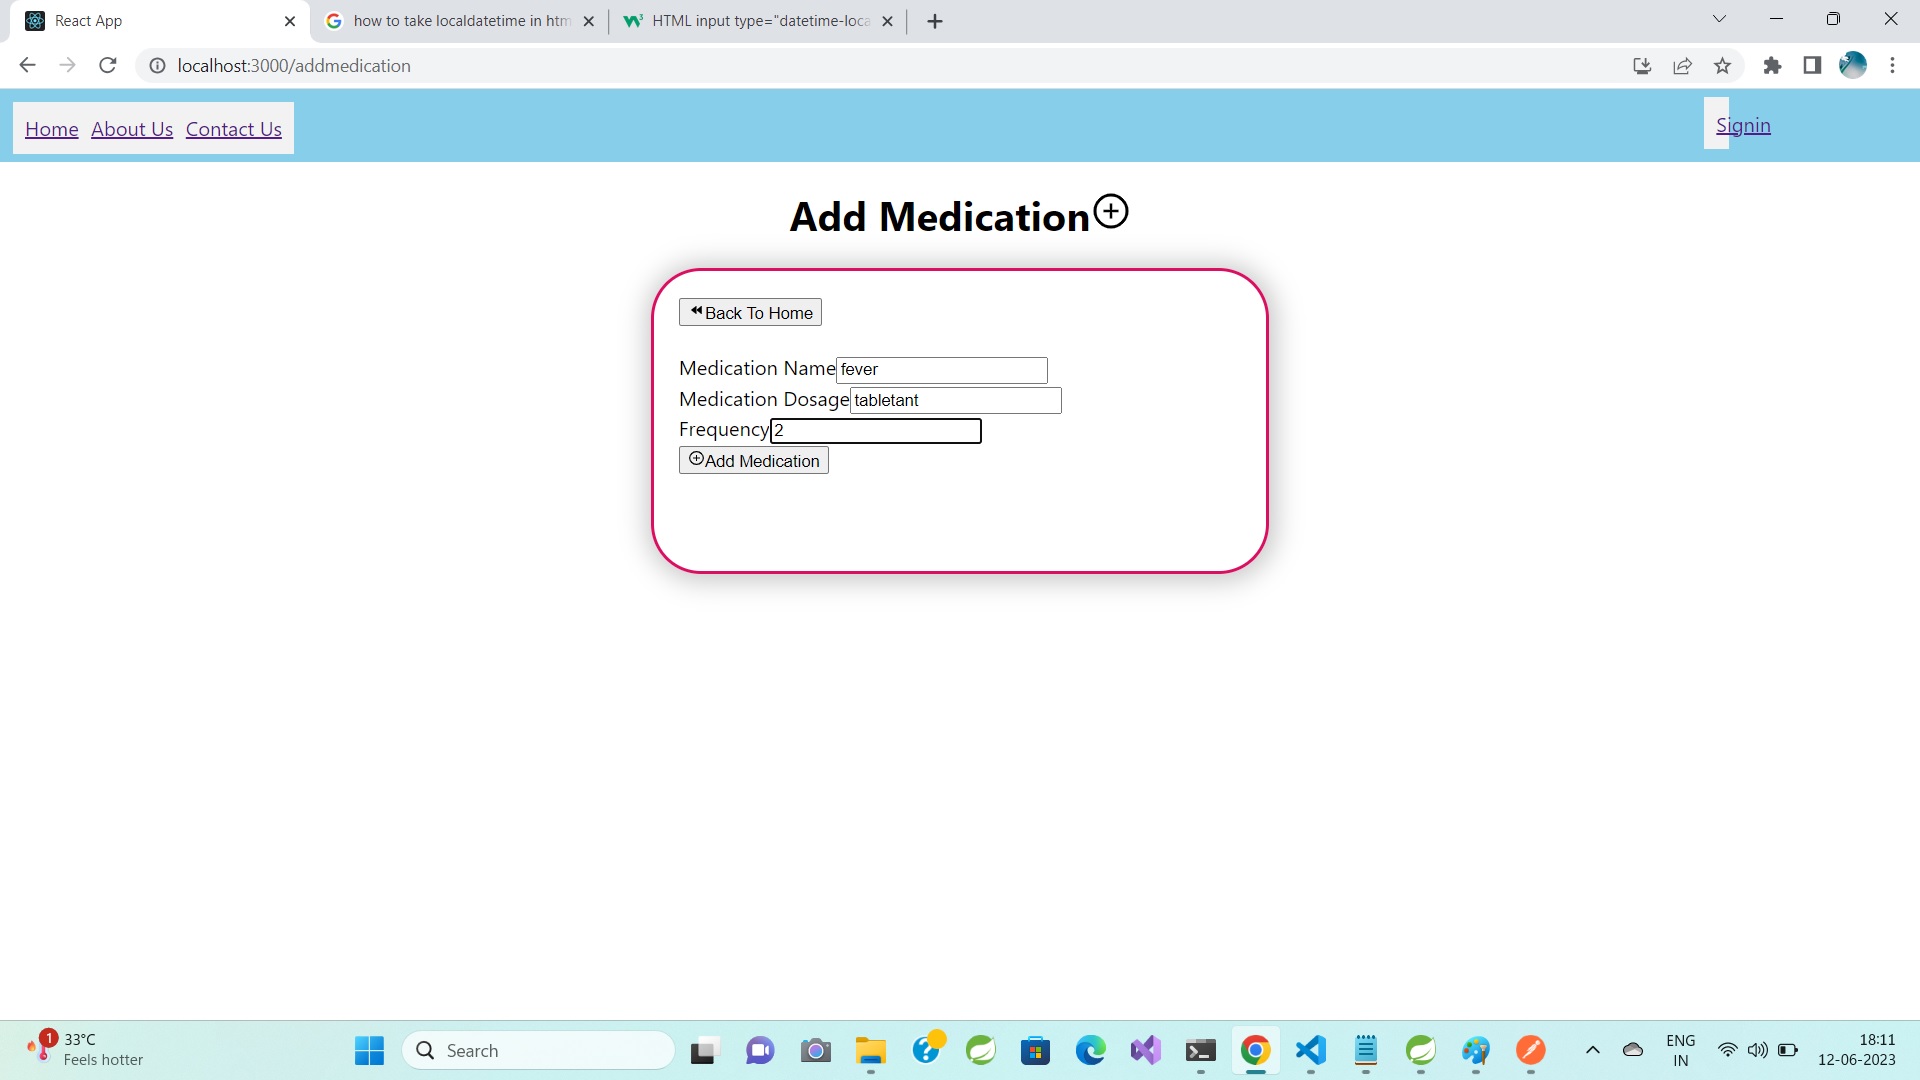 React App
how to take localdatetime in htm
HTML input type="datetime-loca
localhost:3000/addmedication
Home About Us Contact Us
Signin
Add Medication
Back To Home
Medication Name fever
Medication Dosage tabletant
Frequency 2
Add Medication
1
33°C
Feels hotter
Search
ENG
IN
18:11
12-06-2023